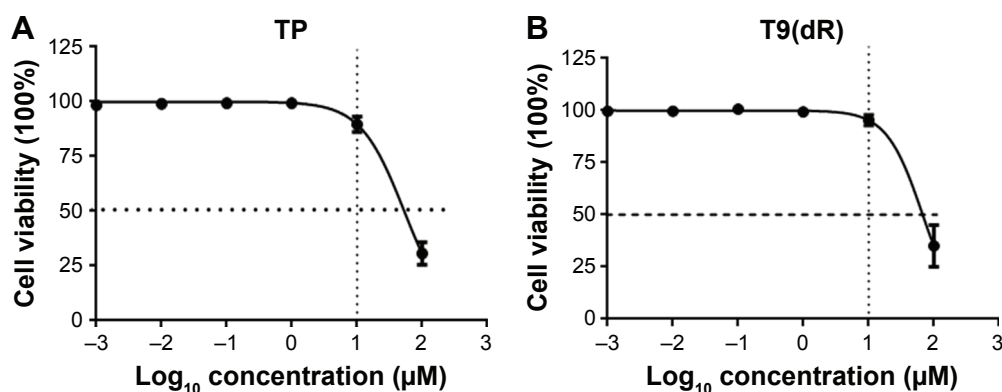 A
TP
125
100
75
50
25
0
Cell viability (100%)
–3 –2 –1 0 1 2 3
Log₁₀ concentration (µM)
B
T9(dR)
125
100
75
50
25
0
Cell viability (100%)
–3 –2 –1 0 1 2 3
Log₁₀ concentration (µM)